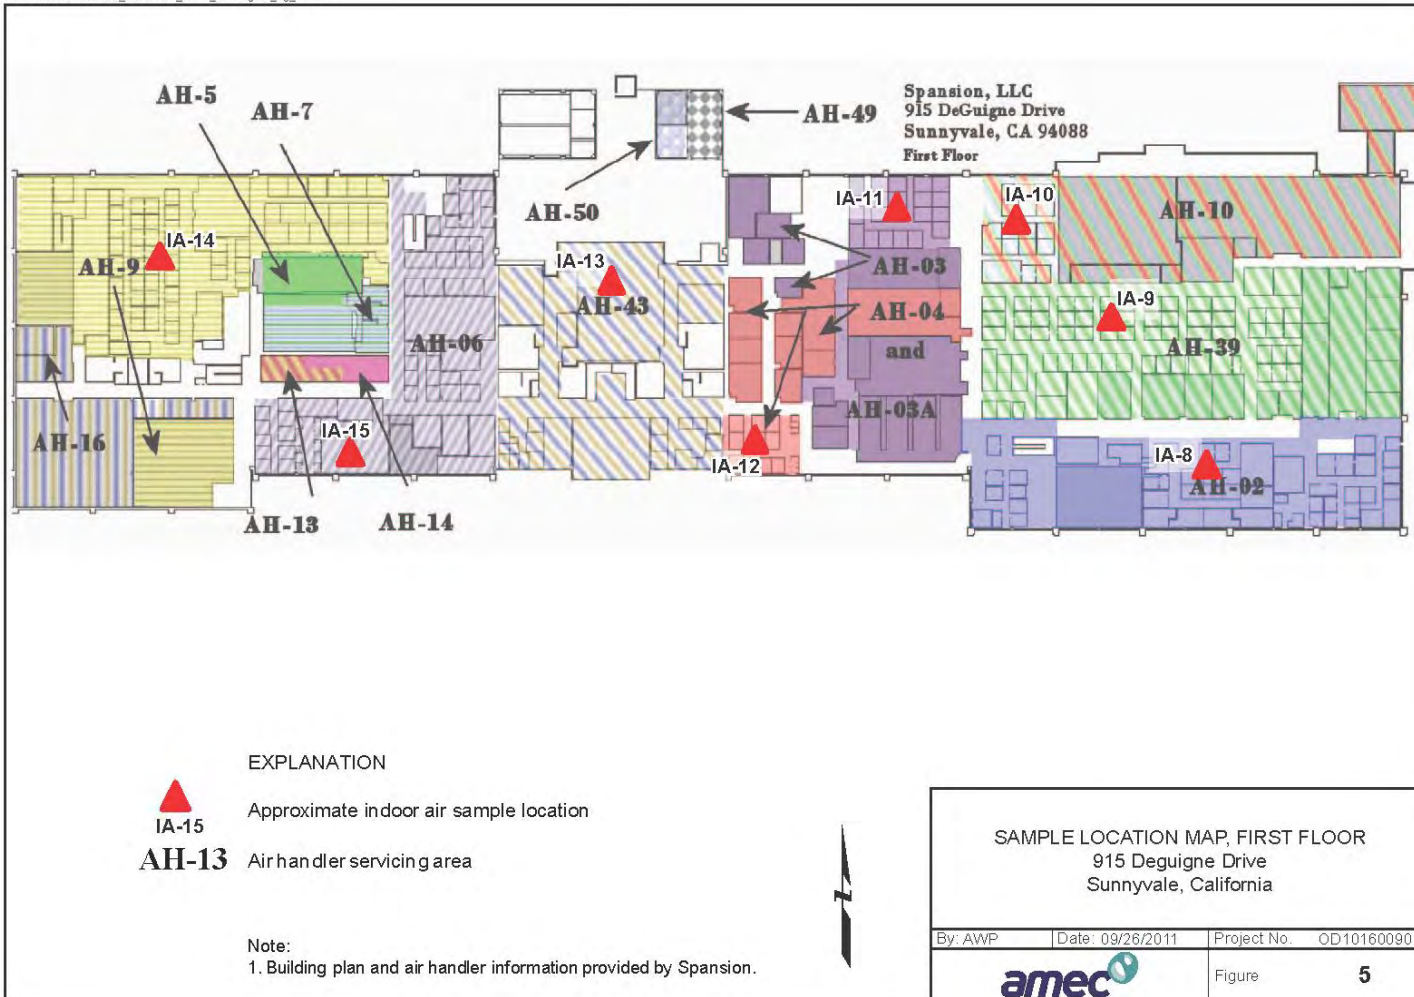 AH-5
AH-7
AH-49
AH-50
Spansion, LLC
915 DeGuigne Drive
Sunnyvale, CA 94088
First Floor
IA-14
AH-9
IA-13
AH-43
AH-06
IA-11
AH-03
AH-04
and
AH-03A
IA-10
AH-10
IA-9
AH-39
AH-16
IA-15
IA-12
IA-8
AH-02
AH-13
AH-14
EXPLANATION
IA-15
Approximate indoor air sample location
AH-13
Air handler servicing area
Note:
1. Building plan and air handler information provided by Spansion.
SAMPLE LOCATION MAP, FIRST FLOOR
915 Deguigne Drive
Sunnyvale, California
By: AWP
Date: 09/26/2011
Project No. OD10160090
amec
Figure 5